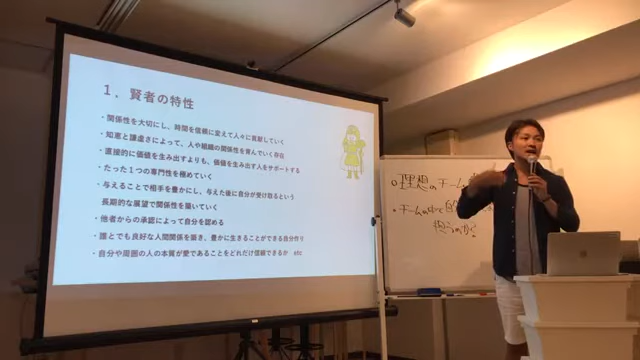 1. 賢者の特性
・関係性を大切にし、時間を信頼に変えて人々に貢献していく
・知恵と謙虚さによって、人や組織の関係性を育んでいく存在
・直接的に価値を生み出すよりも、価値を生み出す人をサポートする
・たった1つの専門性を極めていく
・与えることで相手を豊かにし、与えた後に自分が受け取るという
長期的な展望で関係性を築いていく
・他者からの承認によって自分を認める
・誰とでも良好な人間関係を築き、豊かに生きることができる自分作り
・自分や周囲の人の本質が愛であることをどれだけ信頼できるか etc
○理想のチーム
・チームの中で自
担うのか?